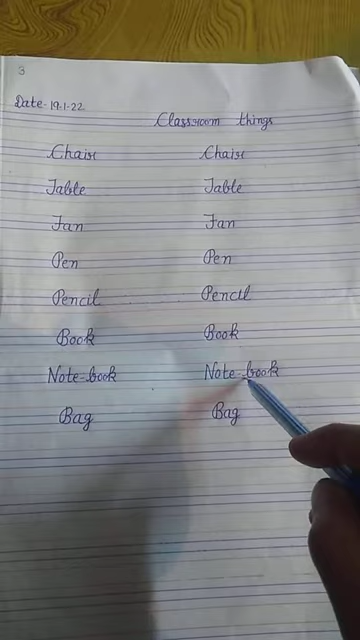 3
Date- 19-1-22
Classroom things
Chair Chair
Table Table
Fan Fan
Pen Pen
Pencil Pencil
Book Book
Note-book Note-book
Bag Bag